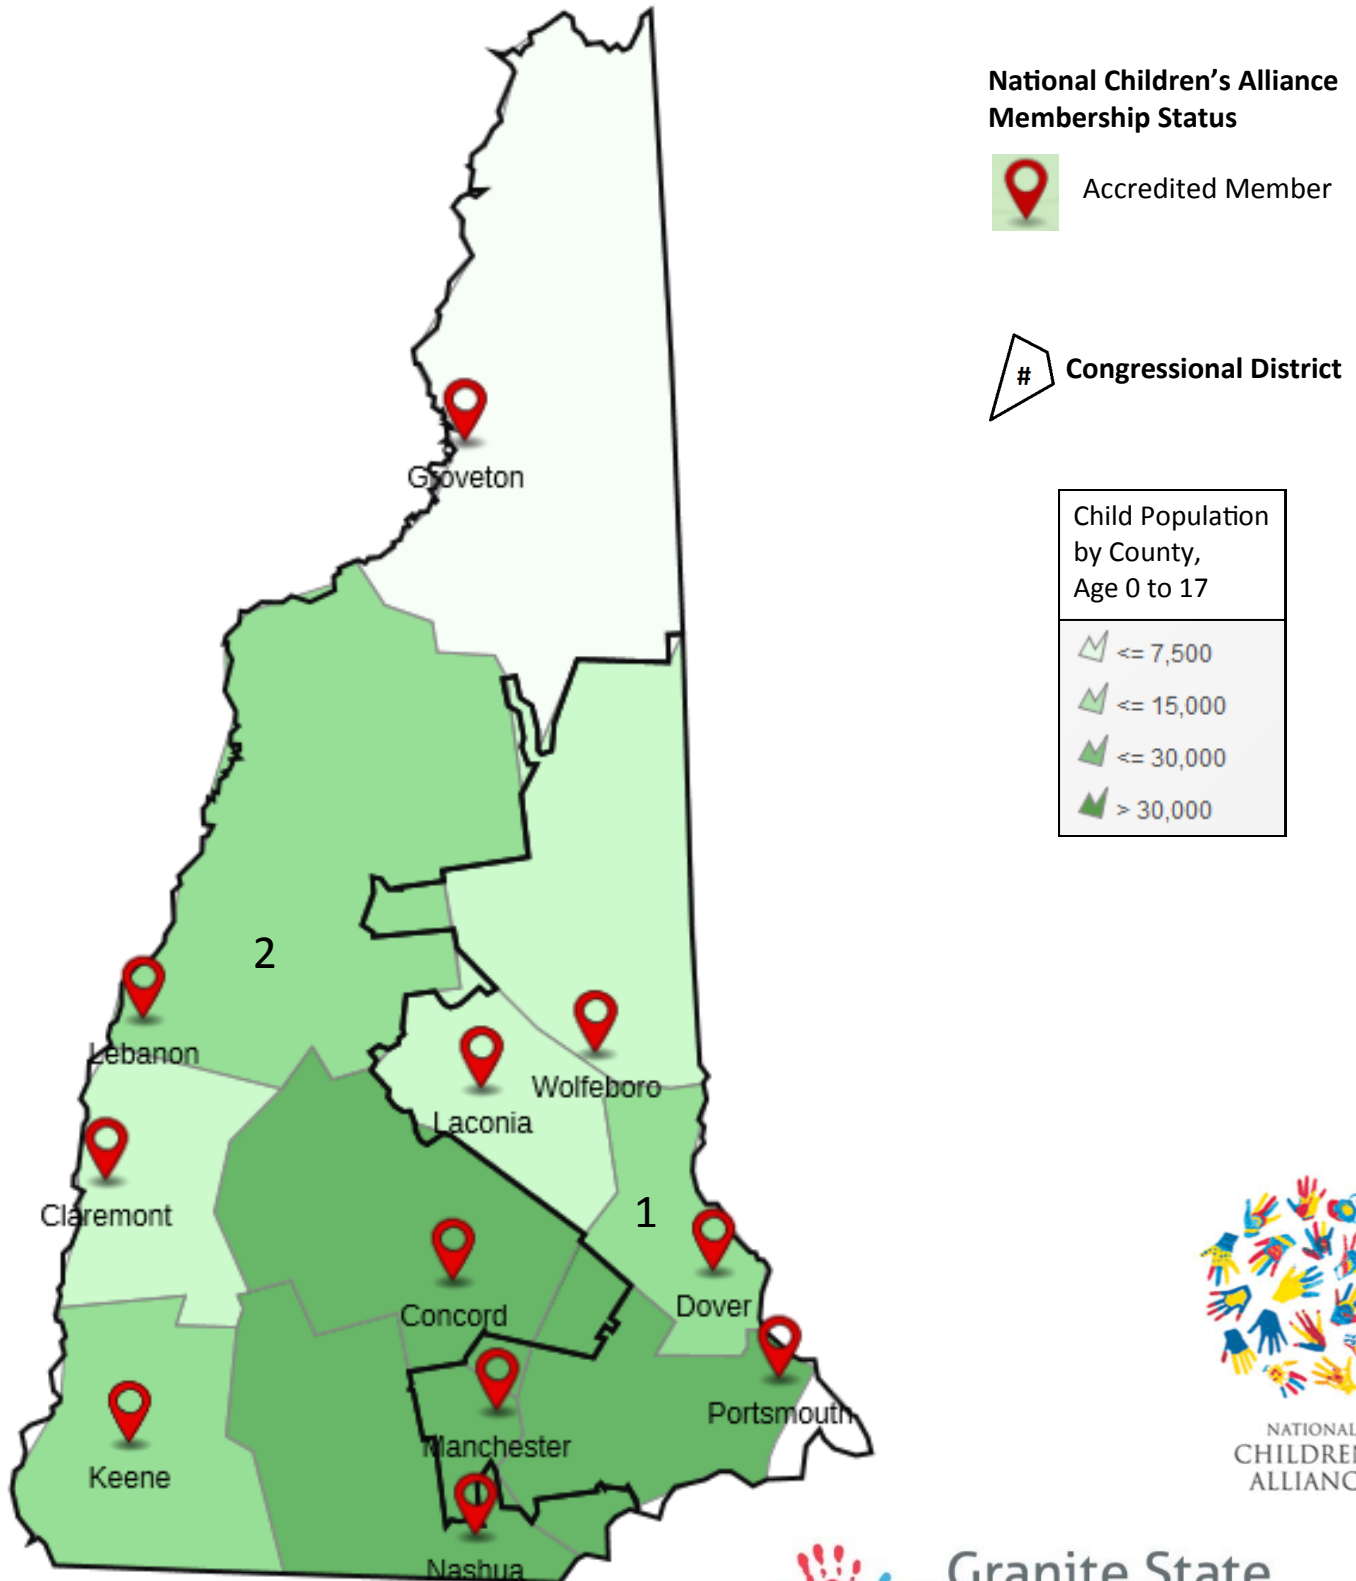 National Children's Alliance
Membership Status
Accredited Member
#
Congressional District
Groveton
Child Population
by County,
Age 0 to 17
<= 7,500
<= 15,000
<= 30,000
> 30,000
2
Lebanon
Wolfeboro
Laconia
Claremont
1
Concord
Dover
Portsmouth
Manchester
Keene
Nashua
NATIONAL
CHILDREN
ALLIANC
Granite State